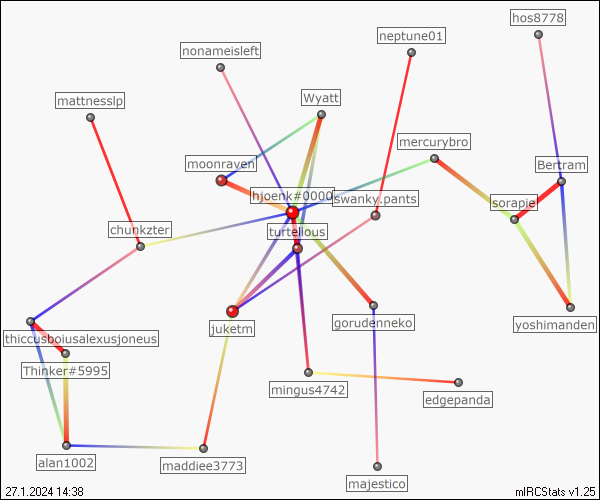 hos8778
neptune01
nonameisleft
Wyatt
mattnesslp
mercurybro
moonraven
Bertram
hjoenk#0000
swanky.pants
sorapie
chunkzter
turtelious
thiccusboiusalexusjoneus
juketm
gorudenneko
yoshimanden
Thinker#5995
mingus4742
edgepanda
alan1002
maddiee3773
majestico
27.1.2024 14:38
mIRCStats v1.25